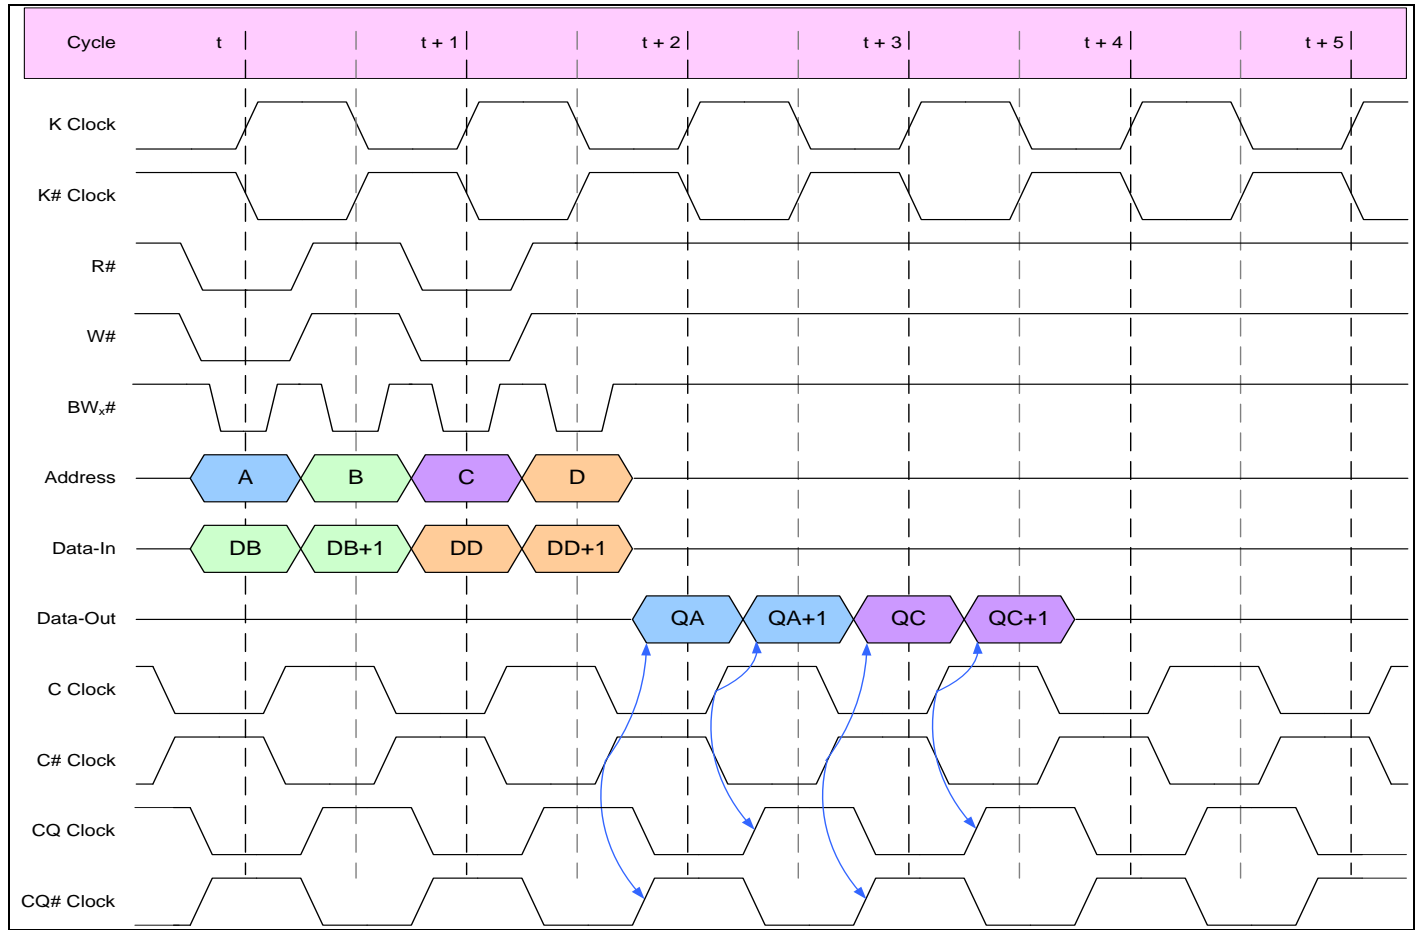 Cycle t t + 1 t + 2 t + 3 t + 4 t + 5
K Clock
K# Clock
R#
W#
BWx#
Address A B C D
Data-In DB DB+1 DD DD+1
Data-Out QA QA+1 QC QC+1
C Clock
C# Clock
CQ Clock
CQ# Clock